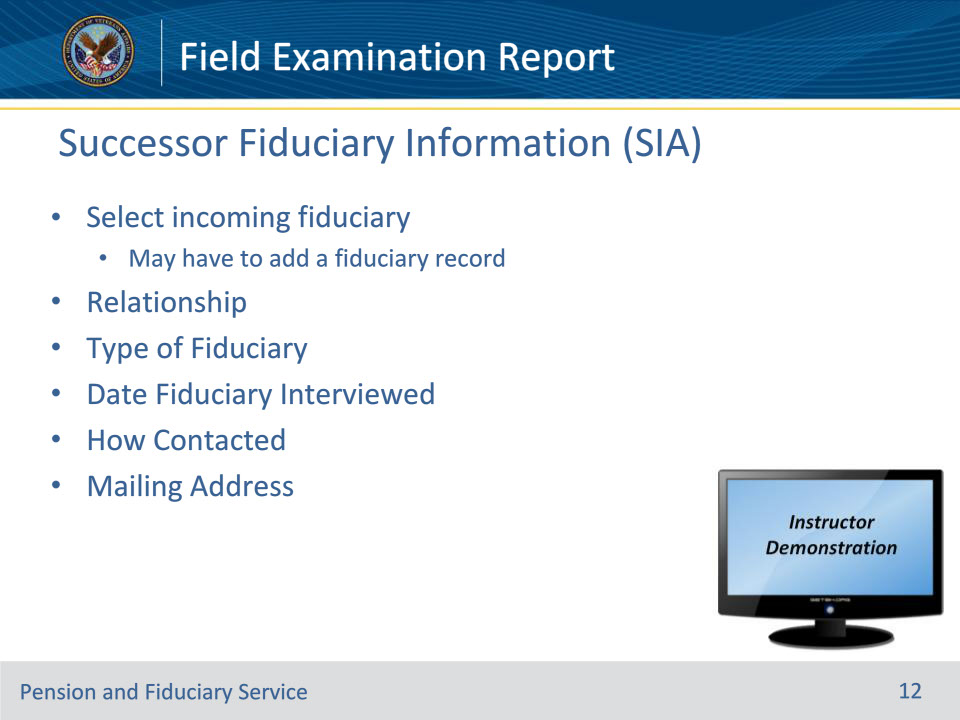 Field Examination Report
Successor Fiduciary Information (SIA)
• Select incoming fiduciary
• May have to add a fiduciary record
• Relationship
• Type of Fiduciary
• Date Fiduciary Interviewed
• How Contacted
• Mailing Address
Instructor
Demonstration
Pension and Fiduciary Service
12